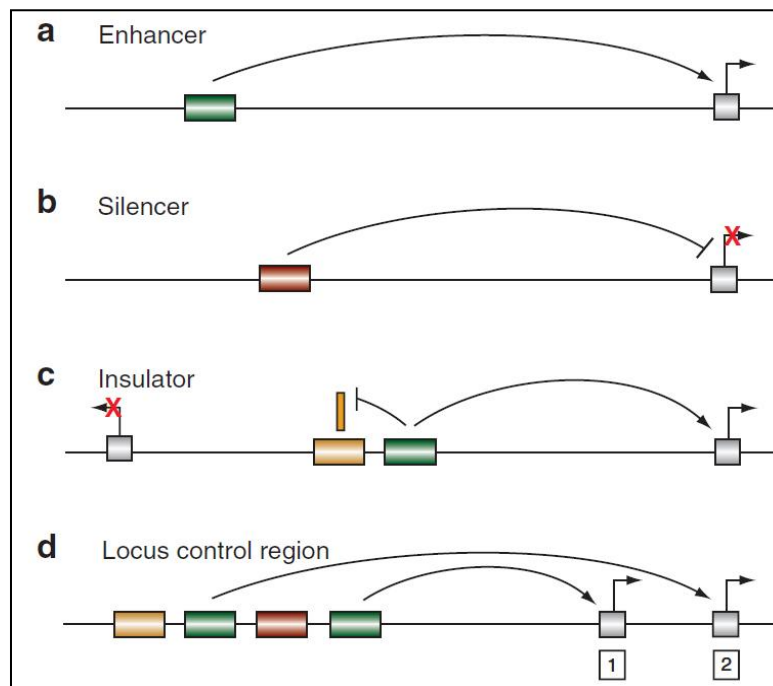 a Enhancer
b Silencer
X
c Insulator
X
d Locus control region
1 2